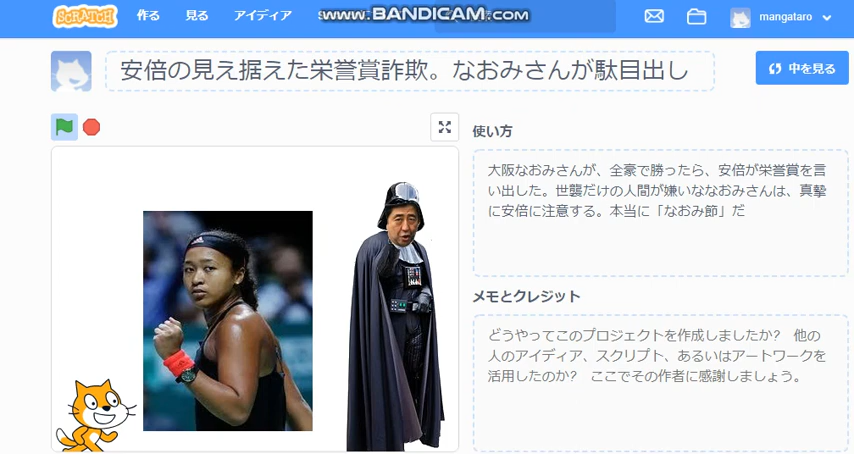 SCRATCH 作る 見る アイディア
www.BANDICAM.com
mangataro
安倍の見え据えた栄誉賞詐欺。なおみさんが駄目出し
中を見る
使い方
大阪なおみさんが、全豪で勝ったら、安倍が栄誉賞を言
い出した。世襲だけの人間が嫌いななおみさんは、真摯
に安倍に注意する。本当に「なおみ節」だ
メモとクレジット
どうやってこのプロジェクトを作成しましたか? 他の
人のアイディア、スクリプト、あるいはアートワークを
活用したのか? ここでその作者に感謝しましょう。